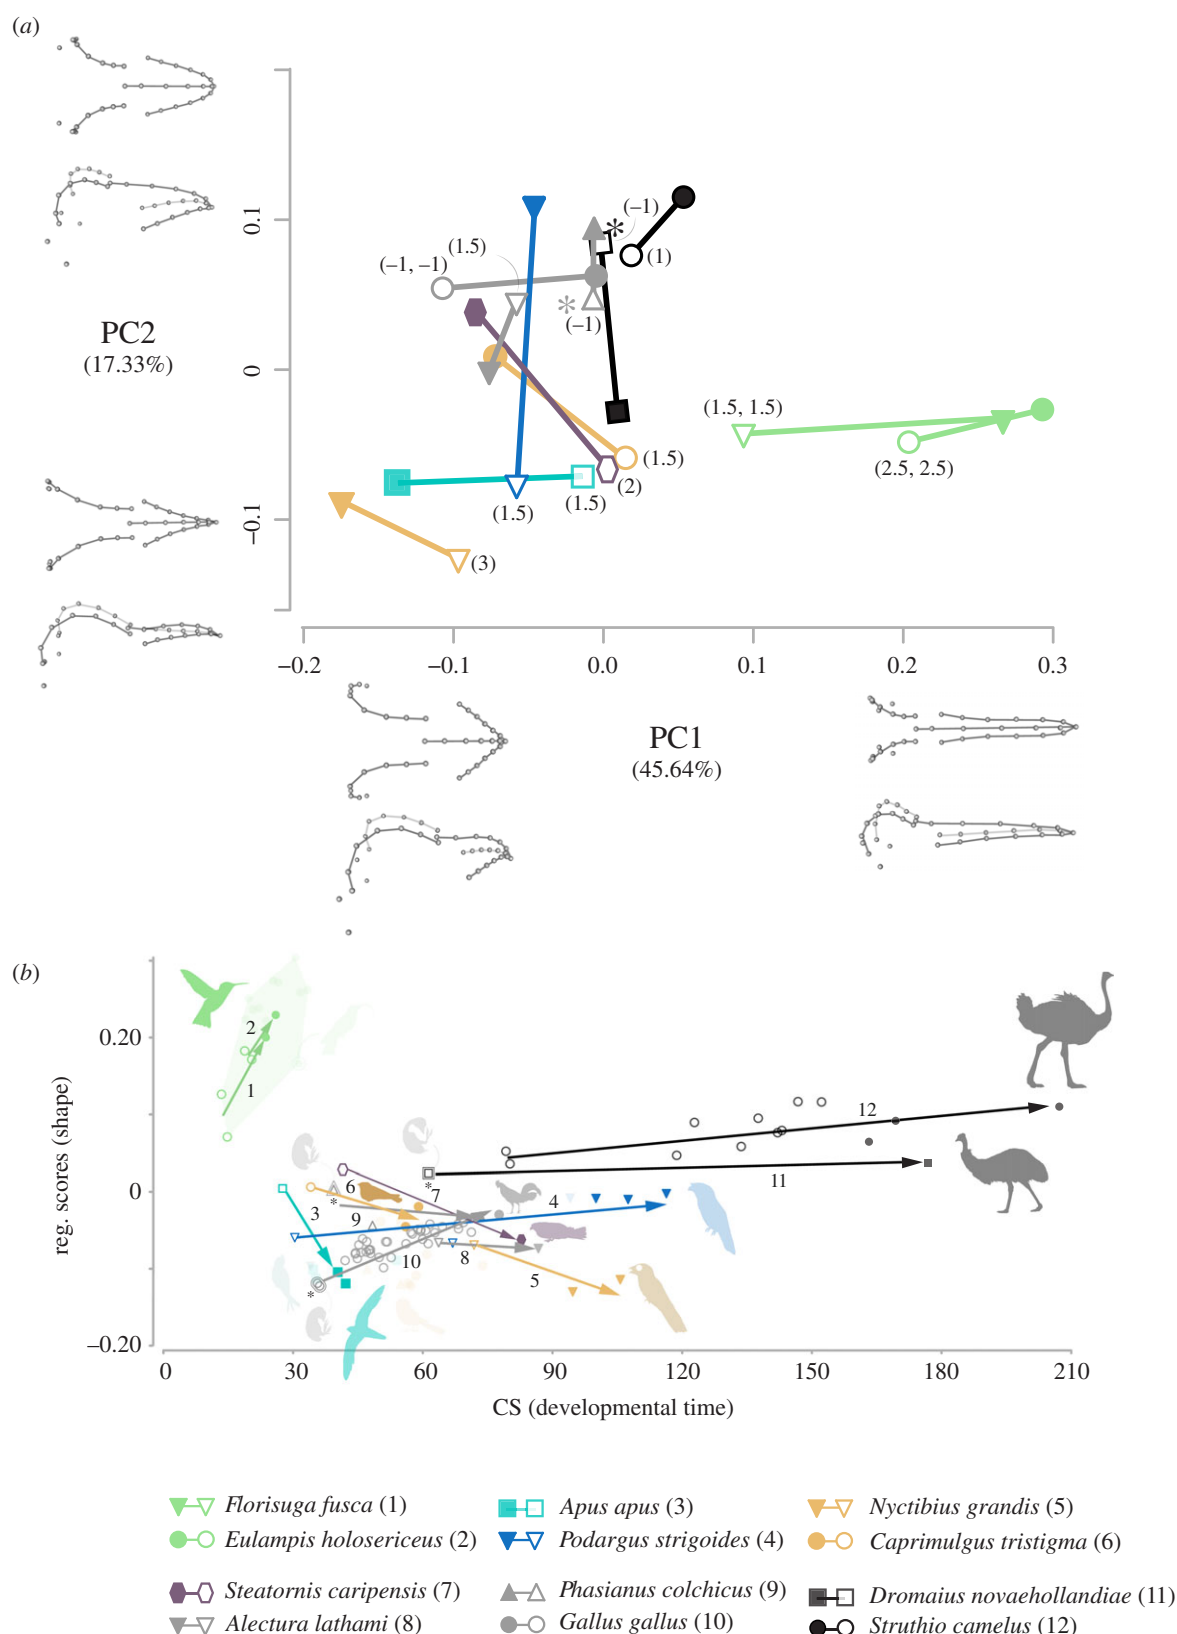 (a)
0.1
0
−0.1
PC2
(17.33%)
(−1, −1)
(1.5)
(−1)
*
(1)
*
(−1)
(1.5, 1.5)
(2.5, 2.5)
(1.5)
(2)
(1.5)
(1.5)
(3)
−0.2
−0.1
0.0
0.1
0.2
0.3
PC1
(45.64%)
(b)
reg. scores (shape)
0.20
0
−0.20
2
1
12
11
6
7
4
*
*
3
9
10
8
5
*
0
30
60
90
120
150
180
210
CS (developmental time)
Florisuga fusca (1)
Apus apus (3)
Nyctibius grandis (5)
Eulampis holosericeus (2)
Podargus strigoides (4)
Caprimulgus tristigma (6)
Steatornis caripensis (7)
Phasianus colchicus (9)
Dromaius novaehollandiae (11)
Alectura lathami (8)
Gallus gallus (10)
Struthio camelus (12)